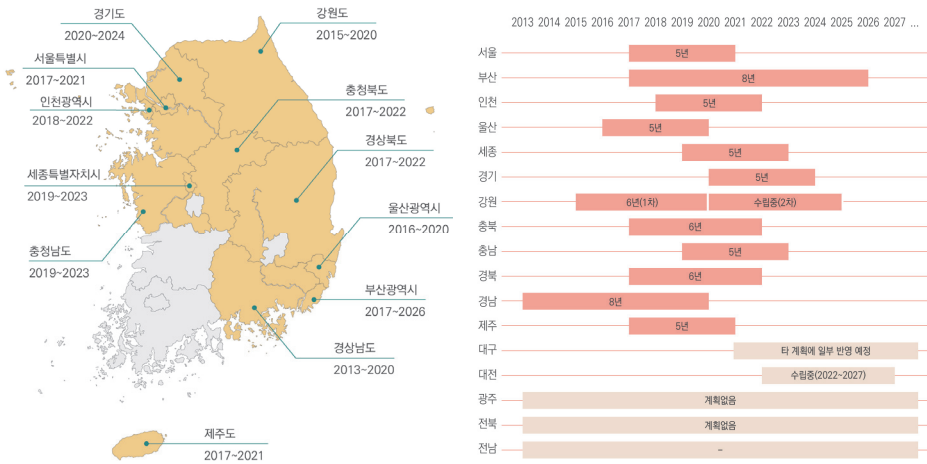 경기도
2020~2024
강원도
2015~2020
서울특별시
2017~2021
인천광역시
2018~2022
충청북도
2017~2022
경상북도
2017~2022
세종특별자치시
2019~2023
울산광역시
2016~2020
충청남도
2019~2023
부산광역시
2017~2026
경상남도
2013~2020
제주도
2017~2021
2013 2014 2015 2016 2017 2018 2019 2020 2021 2022 2023 2024 2025 2026 2027 ...
서울 5년
부산 8년
인천 5년
울산 5년
세종 5년
경기 5년
강원 6년(1차) 수립중(2차)
충북 6년
충남 5년
경북 6년
경남 8년
제주 5년
대구 타 계획에 일부 반영 예정
대전 수립중(2022~2027)
광주 계획없음
전북 계획없음
전남 –